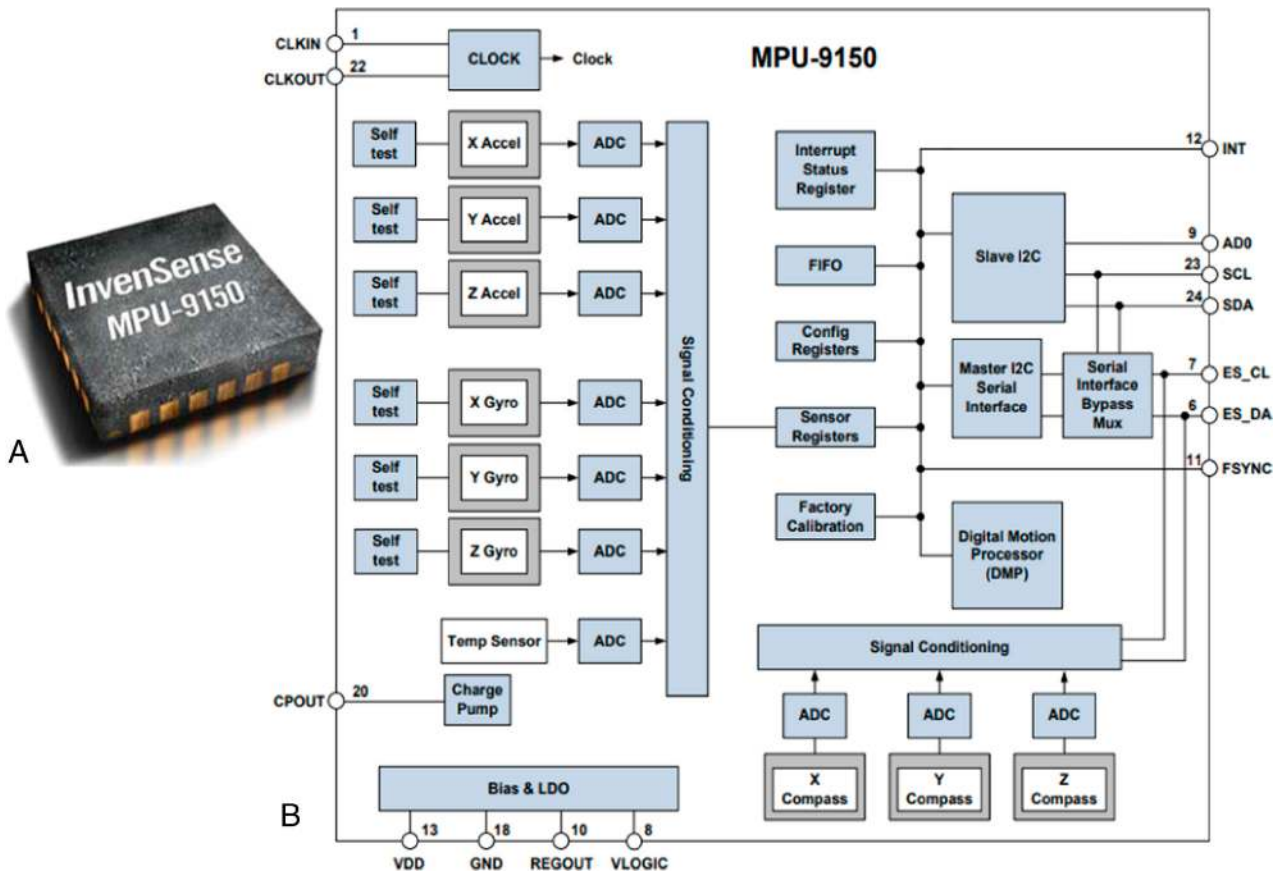 CLKIN
1
CLKOUT
22
CLOCK
Clock
MPU-9150
InvenSense
MPU-9150
A
Self
test
X Accel
ADC
Self
test
Y Accel
ADC
Self
test
Z Accel
ADC
Self
test
X Gyro
ADC
Self
test
Y Gyro
ADC
Self
test
Z Gyro
ADC
Temp Sensor
ADC
CPOUT
20
Charge
Pump
Signal Conditioning
Interrupt
Status
Register
FIFO
Config
Registers
Sensor
Registers
Factory
Calibration
Slave I2C
Master I2C
Serial
Interface
Serial
Interface
Bypass
Mux
Digital Motion
Processor
(DMP)
12
INT
9
AD0
23
SCL
24
SDA
7
ES_CL
6
ES_DA
11
FSYNC
Signal Conditioning
ADC
ADC
ADC
X
Compass
Y
Compass
Z
Compass
B
Bias & LDO
13
18
10
8
VDD
GND
REGOUT
VLOGIC